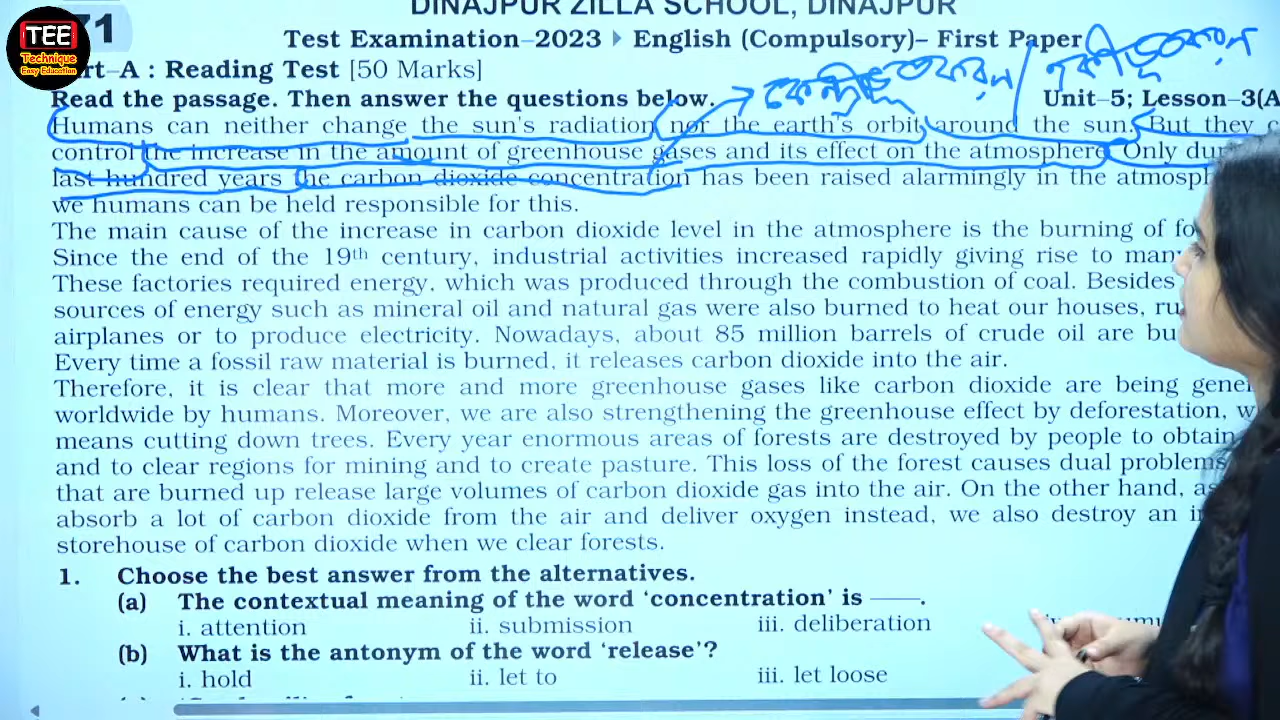 DINAJPUR ZILLA SCHOOL, DINAJPUR
TEE
Technique
Easy Education
71
Test Examination–2023 ▸ English (Compulsory)– First Paper
Part–A : Reading Test [50 Marks]
Read the passage. Then answer the questions below. Unit–5; Lesson–3(A
Humans can neither change the sun's radiation nor the earth's orbit around the sun. But they c
control the increase in the amount of greenhouse gases and its effect on the atmosphere. Only dur
last hundred years the carbon dioxide concentration has been raised alarmingly in the atmosph
we humans can be held responsible for this.
The main cause of the increase in carbon dioxide level in the atmosphere is the burning of fo
Since the end of the 19th century, industrial activities increased rapidly giving rise to man
These factories required energy, which was produced through the combustion of coal. Besides
sources of energy such as mineral oil and natural gas were also burned to heat our houses, ru
airplanes or to produce electricity. Nowadays, about 85 million barrels of crude oil are bu
Every time a fossil raw material is burned, it releases carbon dioxide into the air.
Therefore, it is clear that more and more greenhouse gases like carbon dioxide are being gene
worldwide by humans. Moreover, we are also strengthening the greenhouse effect by deforestation, w
means cutting down trees. Every year enormous areas of forests are destroyed by people to obtain
and to clear regions for mining and to create pasture. This loss of the forest causes dual problems
that are burned up release large volumes of carbon dioxide gas into the air. On the other hand, as
absorb a lot of carbon dioxide from the air and deliver oxygen instead, we also destroy an i
storehouse of carbon dioxide when we clear forests.
1. Choose the best answer from the alternatives.
(a) The contextual meaning of the word ‘concentration’ is ——.
i. attention ii. submission iii. deliberation
(b) What is the antonym of the word ‘release’?
i. hold ii. let to iii. let loose